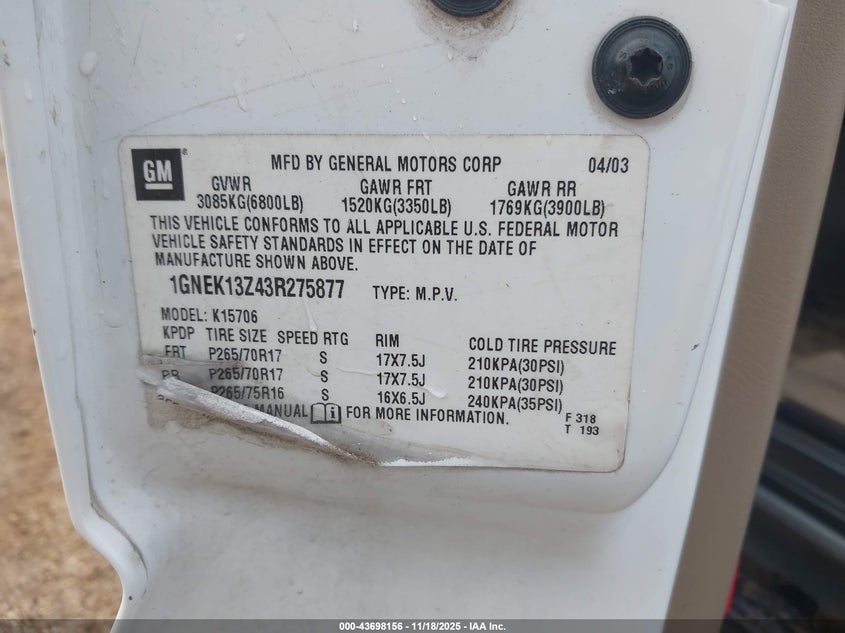 GM
MFD BY GENERAL MOTORS CORP 04/03
GVWR GAWR FRT GAWR RR
3085KG(6800LB) 1520KG(3350LB) 1769KG(3900LB)
THIS VEHICLE CONFORMS TO ALL APPLICABLE U.S. FEDERAL MOTOR
VEHICLE SAFETY STANDARDS IN EFFECT ON THE DATE OF
MANUFACTURE SHOWN ABOVE.
1GNEK13Z43R275877 TYPE: M.P.V.
MODEL: K15706
KPDP TIRE SIZE SPEED RTG RIM COLD TIRE PRESSURE
FRT P265/70R17 S 17X7.5J 210KPA(30PSI)
RR P265/70R17 S 17X7.5J 210KPA(30PSI)
P265/75R16 S 16X6.5J 240KPA(35PSI)
MANUAL FOR MORE INFORMATION.
F 318
T 193
000-43698156 - 11/18/2025 - IAA Inc.